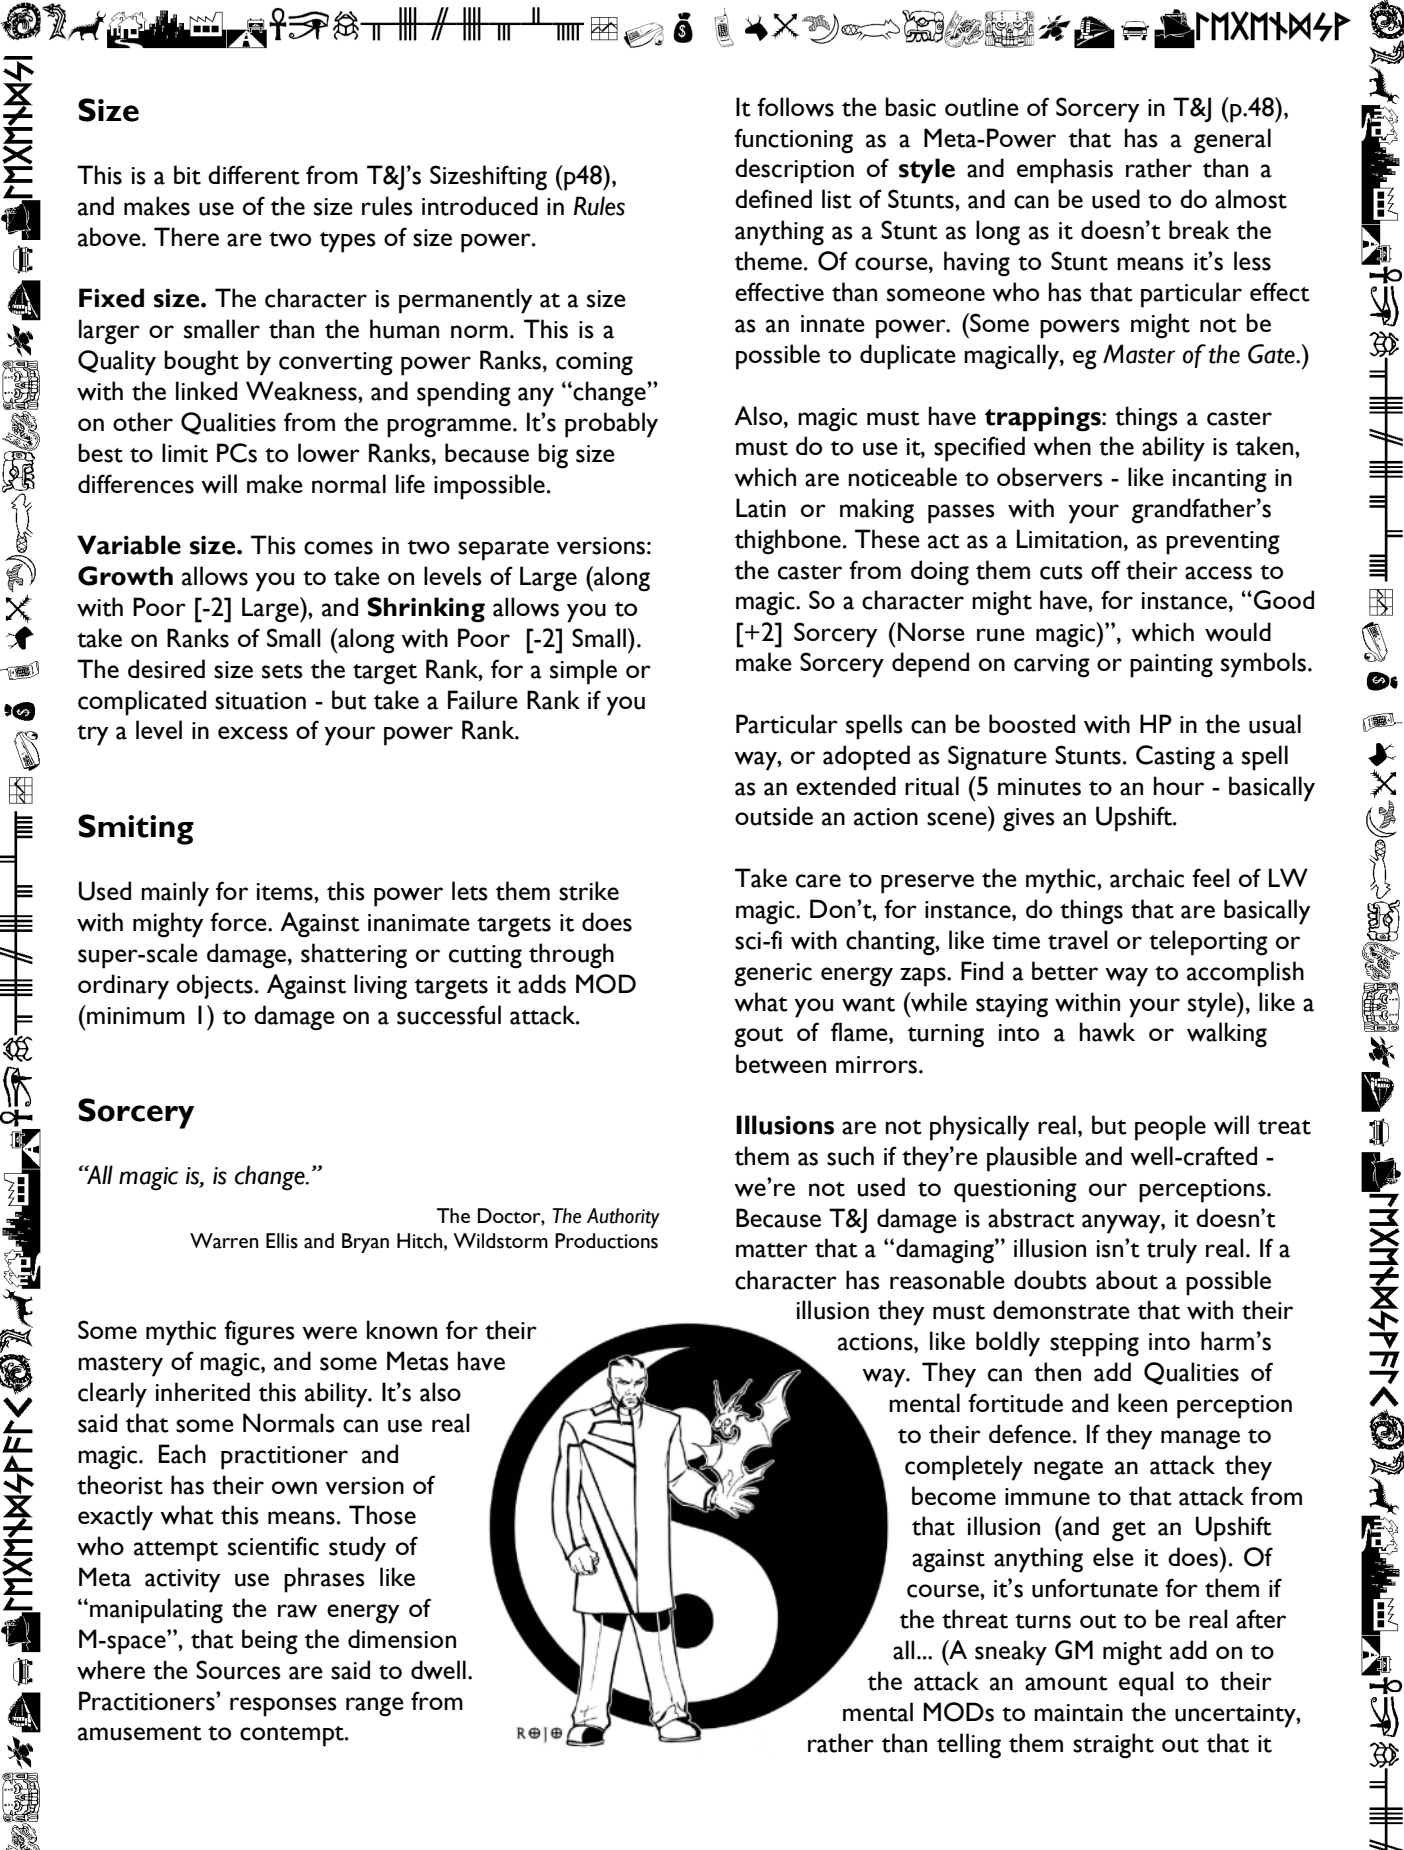 Size
This is a bit different from T&J's Sizeshifting (p48),
and makes use of the size rules introduced in Rules
above. There are two types of size power.
Fixed size. The character is permanently at a size
larger or smaller than the human norm. This is a
Quality bought by converting power Ranks, coming
with the linked Weakness, and spending any “change”
on other Qualities from the programme. It's probably
best to limit PCs to lower Ranks, because big size
differences will make normal life impossible.
Variable size. This comes in two separate versions:
Growth allows you to take on levels of Large (along
with Poor [-2] Large), and Shrinking allows you to
take on Ranks of Small (along with Poor [-2] Small).
The desired size sets the target Rank, for a simple or
complicated situation - but take a Failure Rank if you
try a level in excess of your power Rank.
Smiting
Used mainly for items, this power lets them strike
with mighty force. Against inanimate targets it does
super-scale damage, shattering or cutting through
ordinary objects. Against living targets it adds MOD
(minimum 1) to damage on a successful attack.
Sorcery
“All magic is, is change.”
The Doctor, The Authority
Warren Ellis and Bryan Hitch, Wildstorm Productions
Some mythic figures were known for their
mastery of magic, and some Metas have
clearly inherited this ability. It's also
said that some Normals can use real
magic. Each practitioner and
theorist has their own version of
exactly what this means. Those
who attempt scientific study of
Meta activity use phrases like
“manipulating the raw energy of
M-space”, that being the dimension
where the Sources are said to dwell.
Practitioners' responses range from
amusement to contempt.
It follows the basic outline of Sorcery in T&J (p.48),
functioning as a Meta-Power that has a general
description of style and emphasis rather than a
defined list of Stunts, and can be used to do almost
anything as a Stunt as long as it doesn't break the
theme. Of course, having to Stunt means it's less
effective than someone who has that particular effect
as an innate power. (Some powers might not be
possible to duplicate magically, eg Master of the Gate.)
Also, magic must have trappings: things a caster
must do to use it, specified when the ability is taken,
which are noticeable to observers - like incanting in
Latin or making passes with your grandfather's
thighbone. These act as a Limitation, as preventing
the caster from doing them cuts off their access to
magic. So a character might have, for instance, “Good
[+2] Sorcery (Norse rune magic)”, which would
make Sorcery depend on carving or painting symbols.
Particular spells can be boosted with HP in the usual
way, or adopted as Signature Stunts. Casting a spell
as an extended ritual (5 minutes to an hour - basically
outside an action scene) gives an Upshift.
Take care to preserve the mythic, archaic feel of LW
magic. Don't, for instance, do things that are basically
sci-fi with chanting, like time travel or teleporting or
generic energy zaps. Find a better way to accomplish
what you want (while staying within your style), like a
gout of flame, turning into a hawk or walking
between mirrors.
Illusions are not physically real, but people will treat
them as such if they're plausible and well-crafted -
we're not used to questioning our perceptions.
Because T&J damage is abstract anyway, it doesn't
matter that a “damaging” illusion isn't truly real. If a
character has reasonable doubts about a possible
illusion they must demonstrate that with their
actions, like boldly stepping into harm's
way. They can then add Qualities of
mental fortitude and keen perception
to their defence. If they manage to
completely negate an attack they
become immune to that attack from
that illusion (and get an Upshift
against anything else it does). Of
course, it's unfortunate for them if
the threat turns out to be real after
all... (A sneaky GM might add on to
the attack an amount equal to their
mental MODs to maintain the uncertainty,
rather than telling them straight out that it